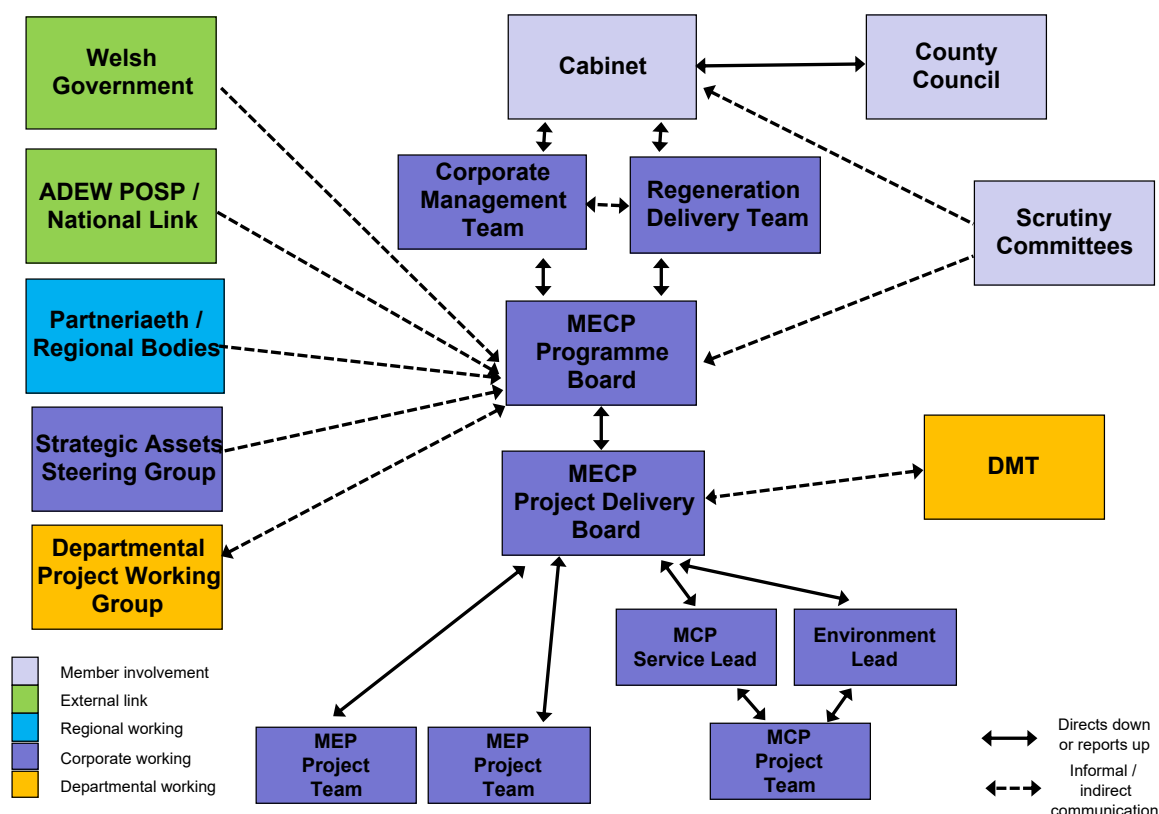 Welsh
Government
Cabinet
County
Council
ADEW POSP /
National Link
Corporate
Management
Team
Regeneration
Delivery Team
Scrutiny
Committees
Partneriaeth /
Regional Bodies
MECP
Programme
Board
Strategic Assets
Steering Group
MECP
Project Delivery
Board
DMT
Departmental
Project Working
Group
MCP
Service Lead
Environment
Lead
MEP
Project
Team
MEP
Project
Team
MCP
Project
Team
Member involvement
External link
Regional working
Corporate working
Departmental working
Directs down
or reports up
Informal /
indirect
communication